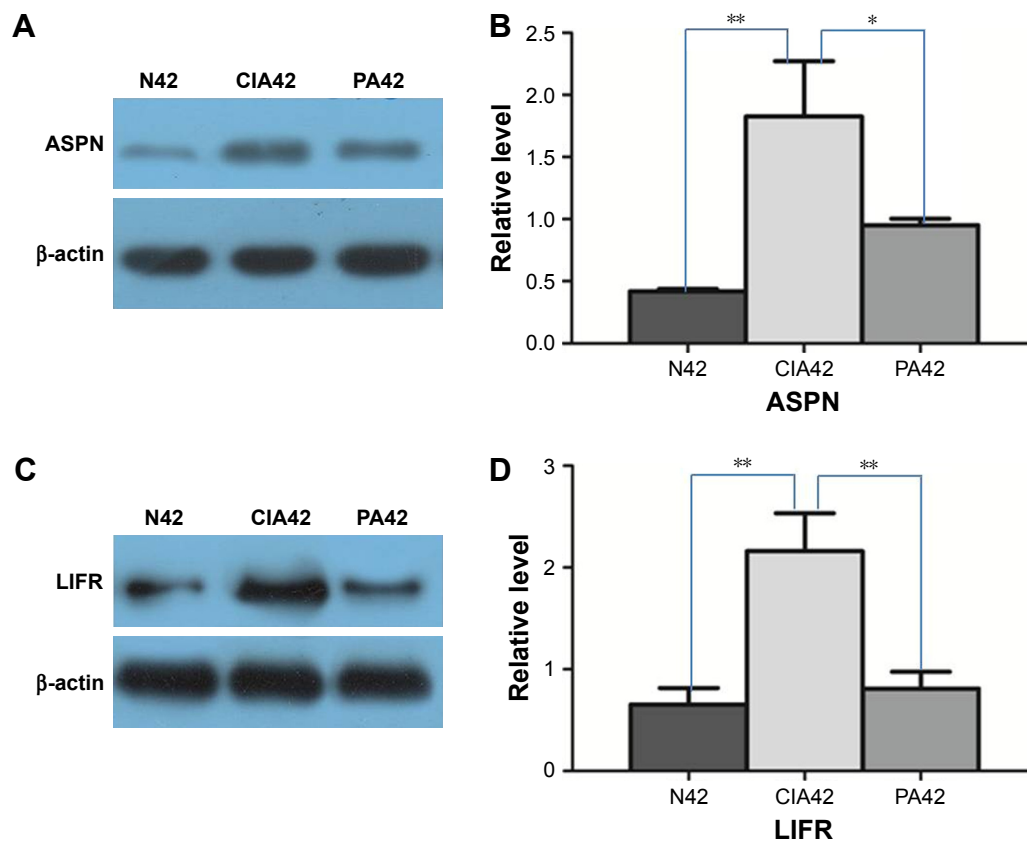 A
N42 CIA42 PA42
ASPN
β-actin
B
** *
Relative level
2.5
2.0
1.5
1.0
0.5
0.0
N42 CIA42 PA42
ASPN
C
N42 CIA42 PA42
LIFR
β-actin
D
** **
Relative level
3
2
1
0
N42 CIA42 PA42
LIFR